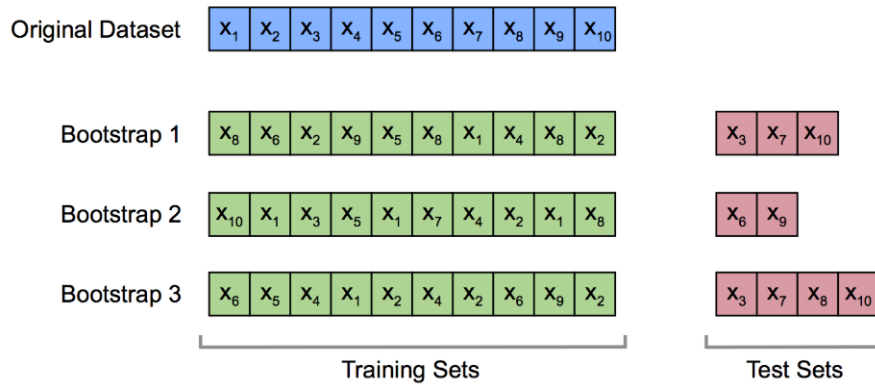 Original Dataset x₁ x₂ x₃ x₄ x₅ x₆ x₇ x₈ x₉ x₁₀
Bootstrap 1 x₈ x₆ x₂ x₉ x₅ x₈ x₁ x₄ x₈ x₂ x₃ x₇ x₁₀
Bootstrap 2 x₁₀ x₁ x₃ x₅ x₁ x₇ x₄ x₂ x₁ x₈ x₆ x₉
Bootstrap 3 x₆ x₅ x₄ x₁ x₂ x₄ x₂ x₆ x₉ x₂ x₃ x₇ x₈ x₁₀
Training Sets Test Sets